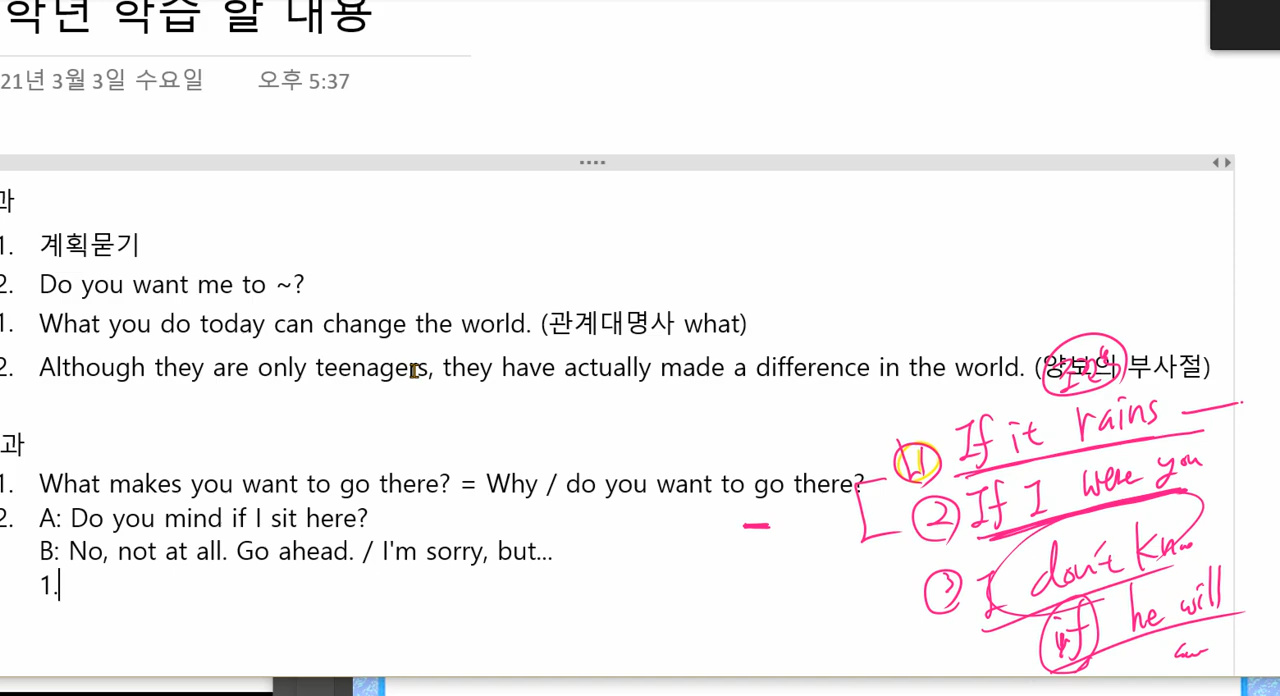 학년 학습 할 내용
21년 3월 3일 수요일 오후 5:37
과
1. 계획묻기
2. Do you want me to ~?
1. What you do today can change the world. (관계대명사 what)
2. Although they are only teenagers, they have actually made a difference in the world. (양보의 부사절)
과
1. What makes you want to go there? = Why / do you want to go there?
2. A: Do you mind if I sit here?
B: No, not at all. Go ahead. / I'm sorry, but...
1.
If it rains
② If I were you
③ I don't know
if he will